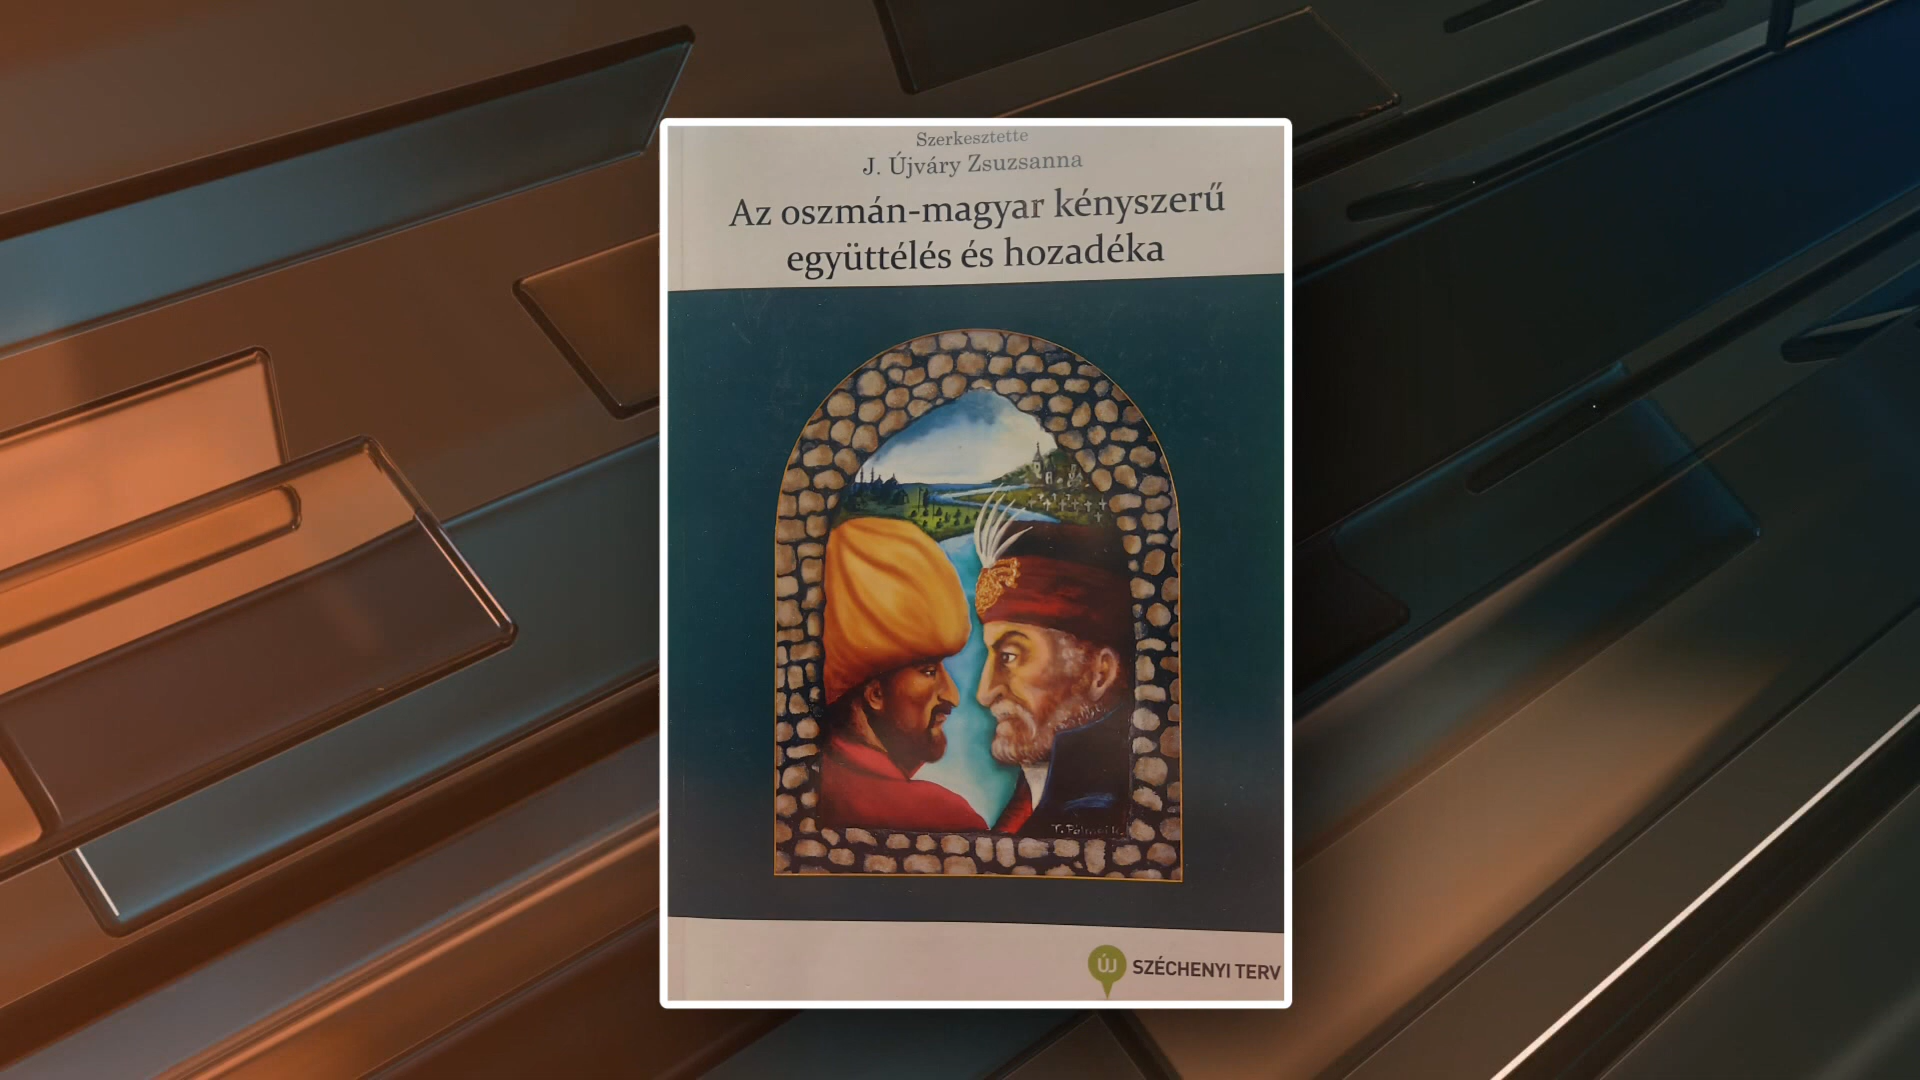 Szerkesztette
J. Újváry Zsuzsanna
Az oszmán-magyar kényszerű
együttélés és hozadéka
ÚJ
SZÉCHENYI TERV